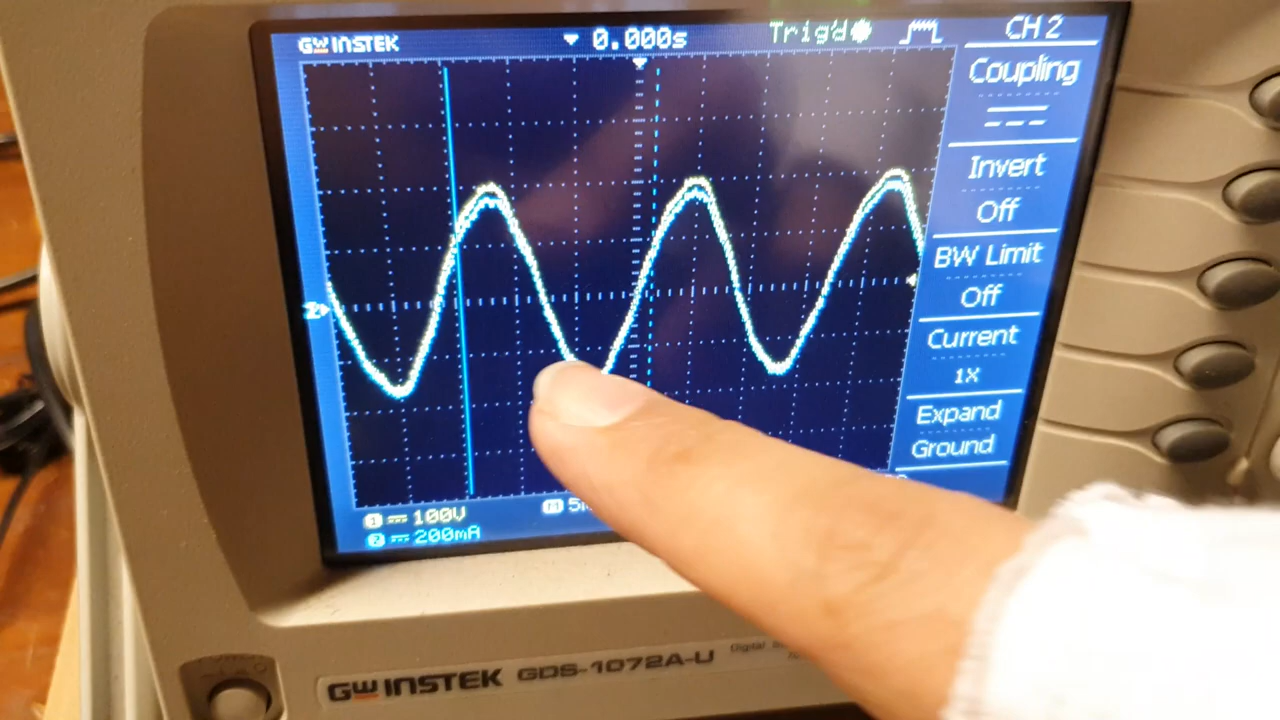 GW INSTEK
0.000s
Trig'd
CH 2
Coupling
Invert
Off
BW Limit
Off
Current
1X
Expand
Ground
1 100V
2 200mA
GW INSTEK GDS-1072A-U
Digital